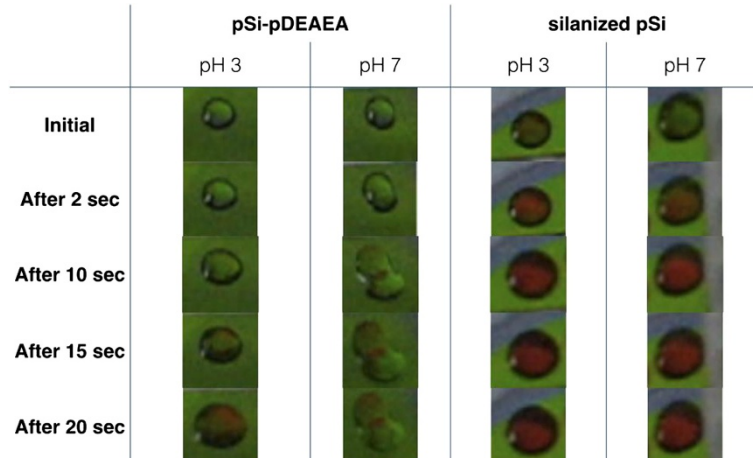 pSi-pDEAEA silanized pSi
pH 3 pH 7 pH 3 pH 7
Initial
After 2 sec
After 10 sec
After 15 sec
After 20 sec